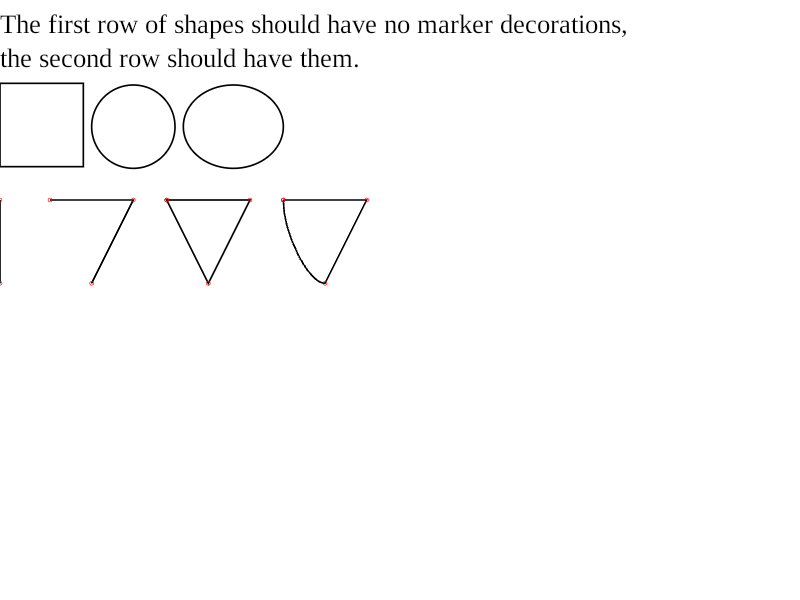 The first row of shapes should have no marker decorations,
the second row should have them.